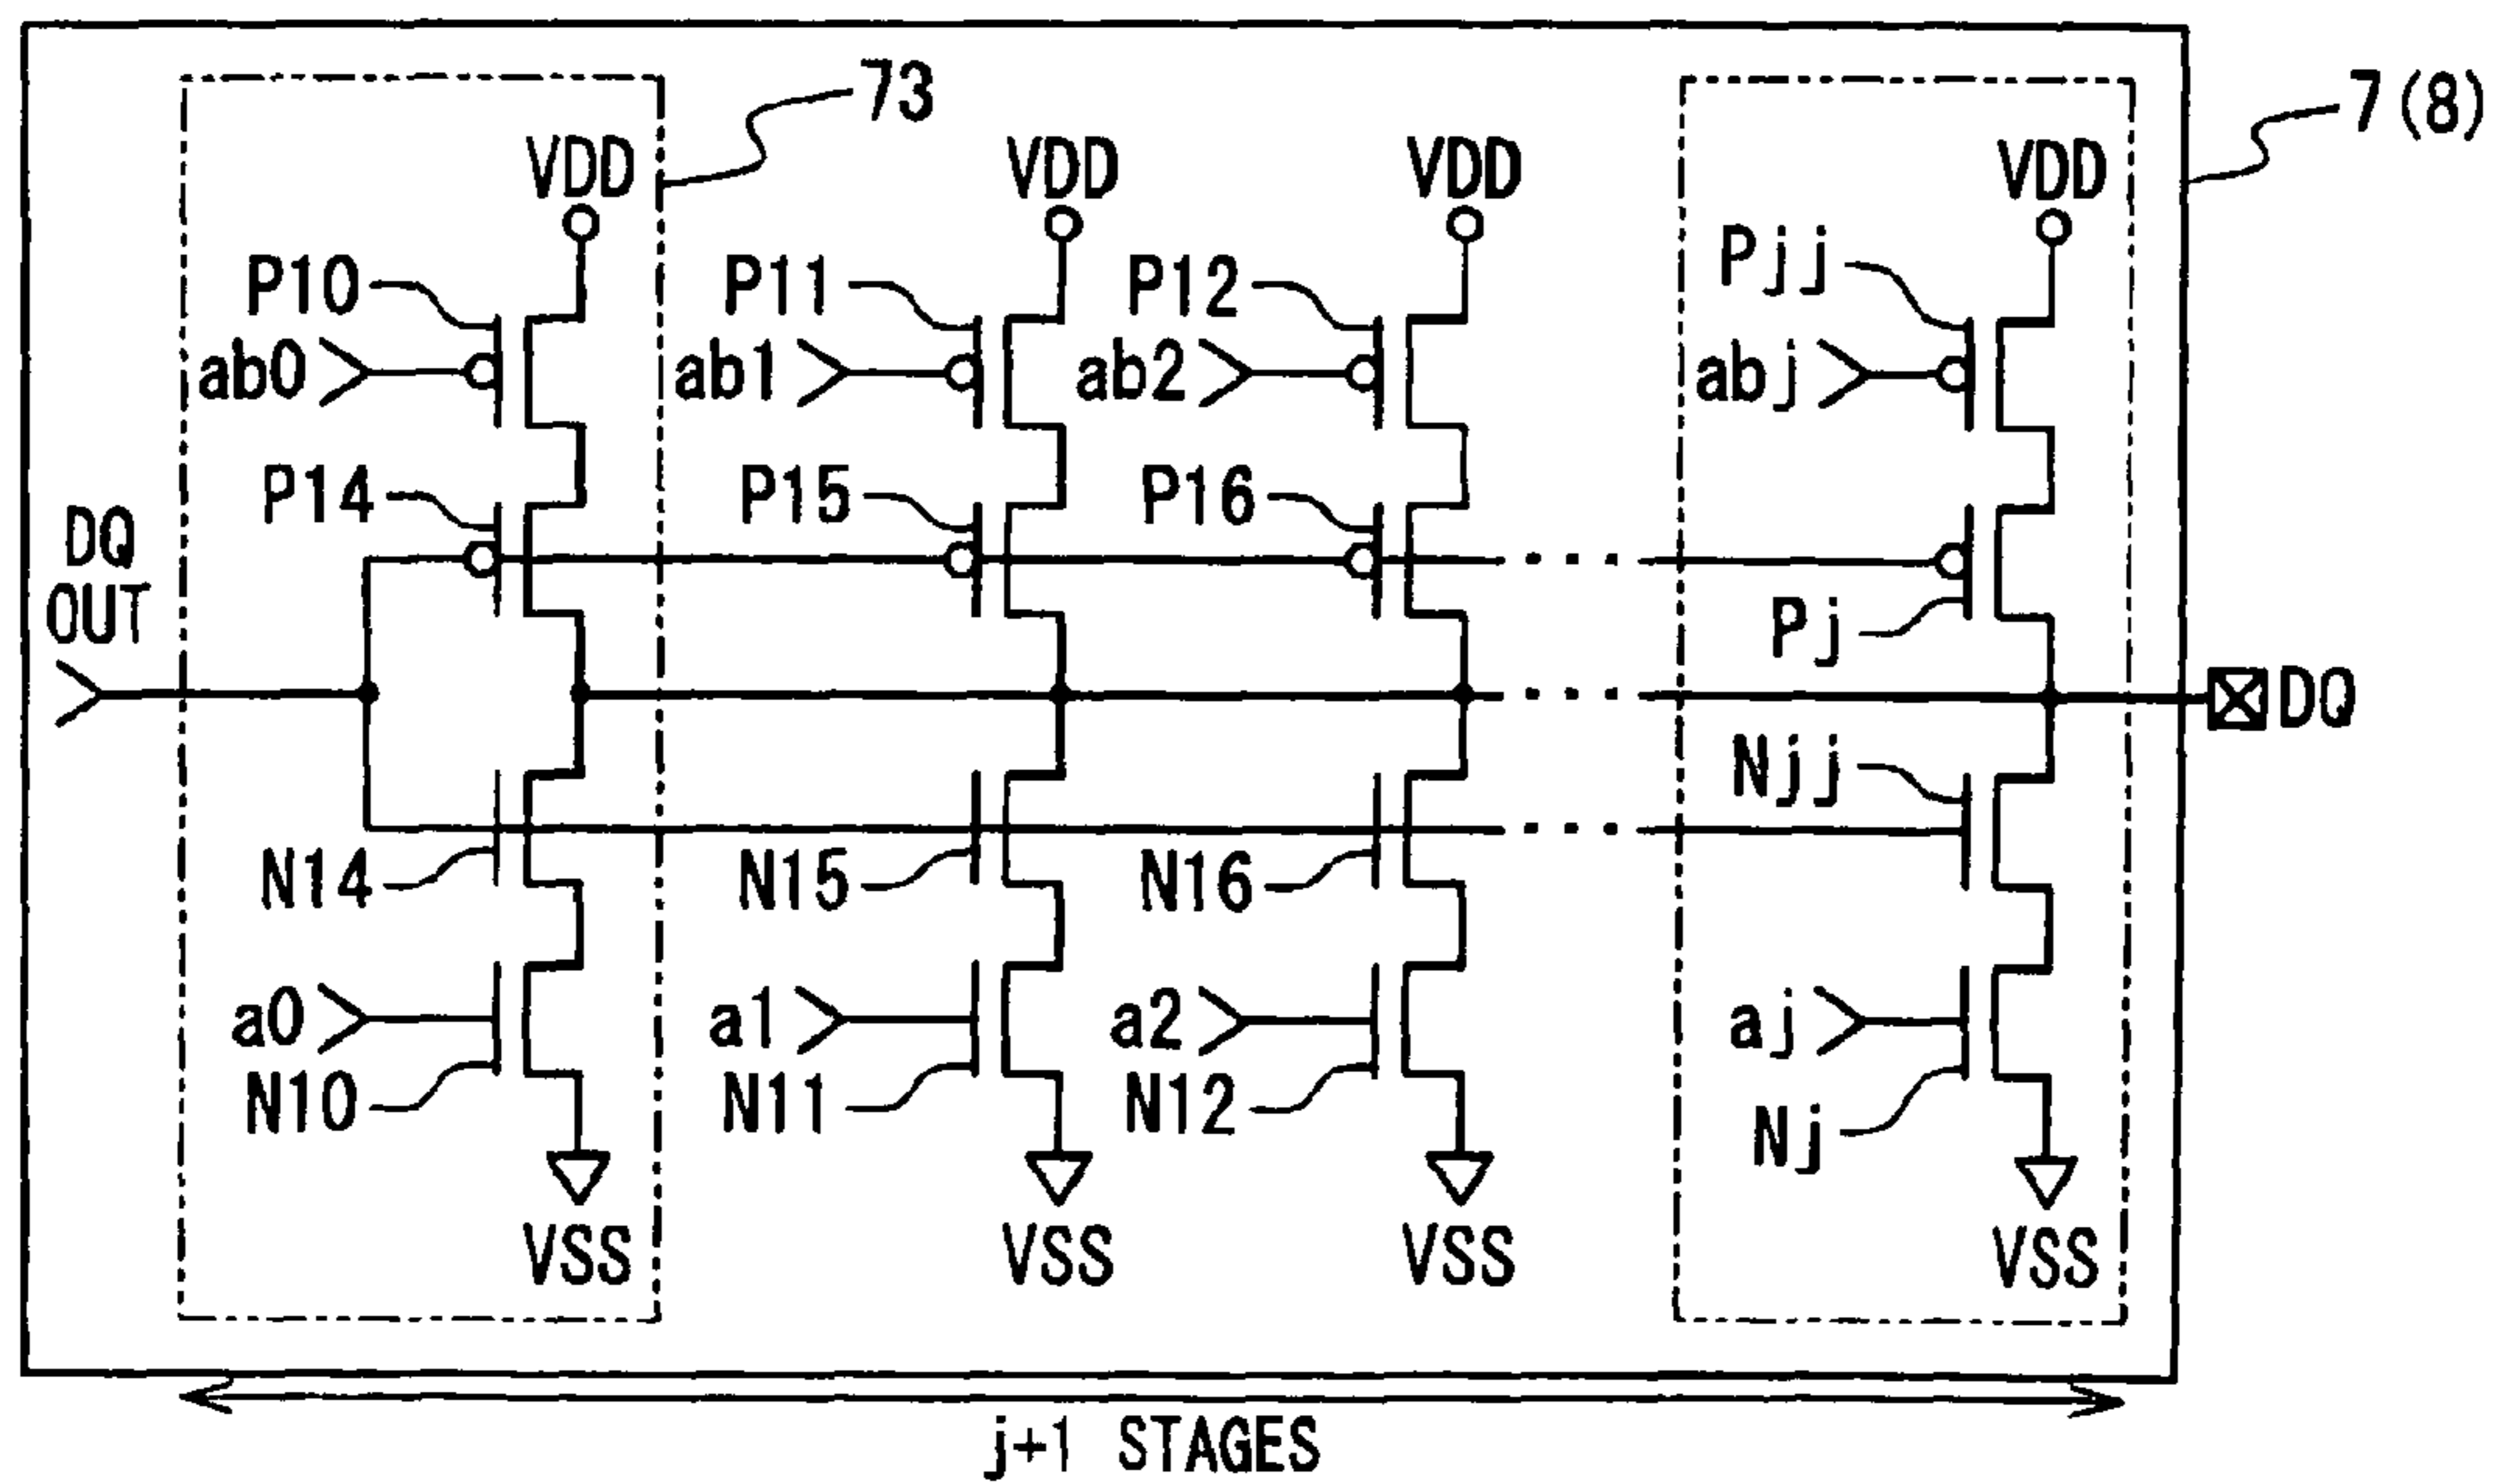 73
7(8)
VDD
VDD
VDD
VDD
P10
P11
P12
Pjj
ab0
ab1
ab2
abj
P14
P15
P16
DQ
OUT
Pj
DQ
Njj
N14
N15
N16
a0
a1
a2
aj
N10
N11
N12
Nj
VSS
VSS
VSS
VSS
j+1 STAGES